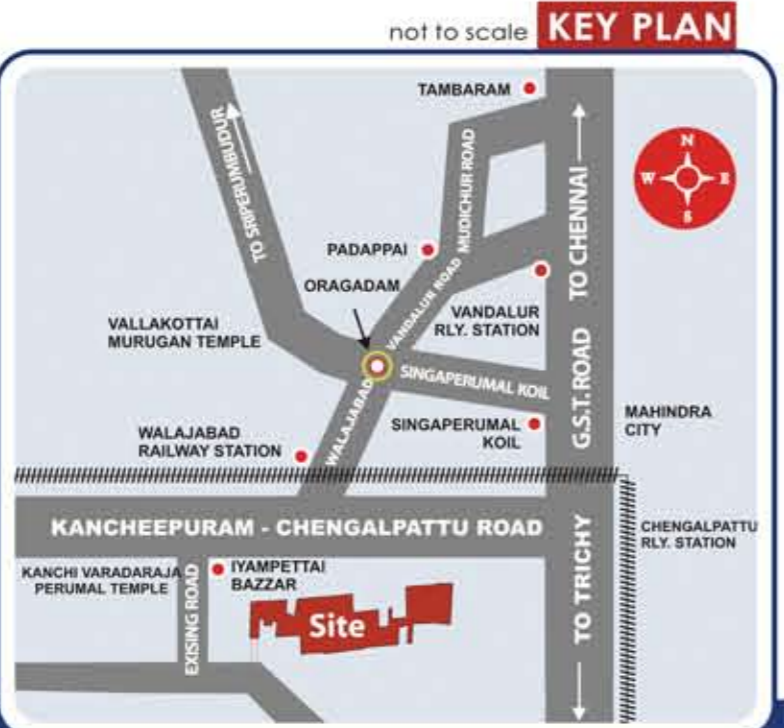 not to scale KEY PLAN
TAMBARAM
N
W E
S
TO SRIPERUMBUDUR
MUDICHUR ROAD
TO CHENNAI
PADAPPAI
ORAGADAM
VANDALUR ROAD
VANDALUR
RLY. STATION
VALLAKOTTAI
MURUGAN TEMPLE
SINGAPERUMAL KOIL
G.S.T. ROAD
MAHINDRA
CITY
WALAJABAD
SINGAPERUMAL
KOIL
WALAJABAD
RAILWAY STATION
KANCHEEPURAM - CHENGALPATTU ROAD
CHENGALPATTU
RLY. STATION
TO TRICHY
KANCHI VARADARAJA
PERUMAL TEMPLE
EXISING ROAD
IYAMPETTAI
BAZZAR
Site